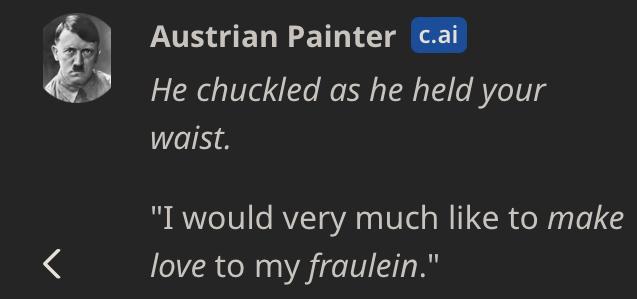 Austrian Painter c.ai
He chuckled as he held your
waist.
"I would very much like to make
love to my fraulein."